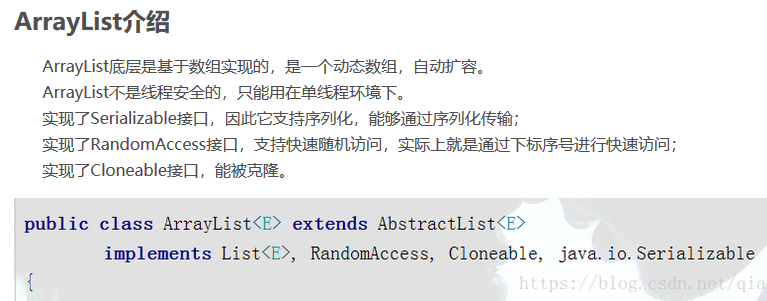 ArrayList介绍
ArrayList底层是基于数组实现的，是一个动态数组，自动扩容。
ArrayList不是线程安全的，只能用在单线程环境下。
实现了Serializable接口，因此它支持序列化，能够通过序列化传输；
实现了RandomAccess接口，支持快速随机访问，实际上就是通过下标序号进行快速访问；
实现了Cloneable接口，能被克隆。
public class ArrayList<E> extends AbstractList<E>
implements List<E>, RandomAccess, Cloneable, java.io.Serializable
{
https://blog.csdn.net/qia